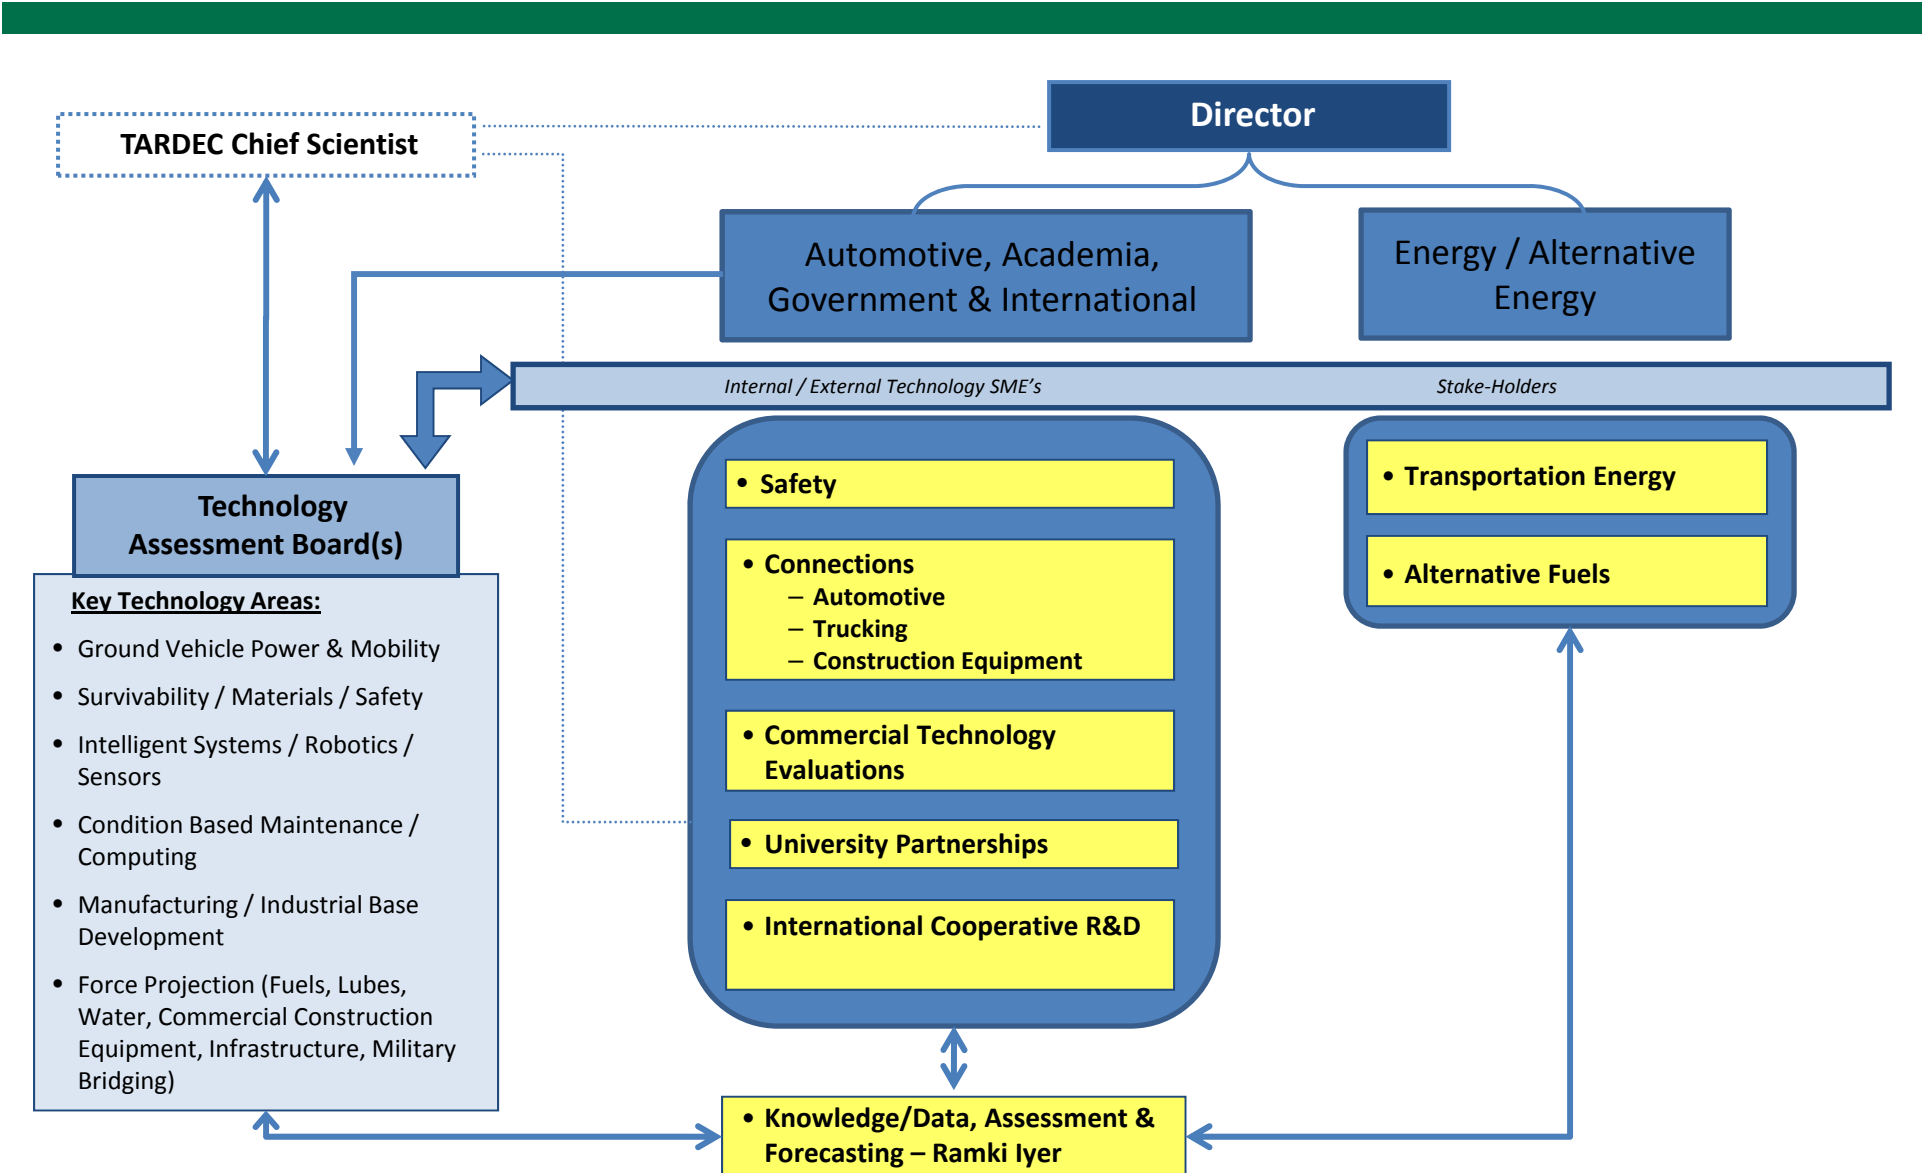 Director
TARDEC Chief Scientist
Automotive, Academia,
Government & International
Energy / Alternative
Energy
Internal / External Technology SME's
Stake-Holders
Technology
Assessment Board(s)
Key Technology Areas:
• Ground Vehicle Power & Mobility
• Survivability / Materials / Safety
• Intelligent Systems / Robotics /
Sensors
• Condition Based Maintenance /
Computing
• Manufacturing / Industrial Base
Development
• Force Projection (Fuels, Lubes,
Water, Commercial Construction
Equipment, Infrastructure, Military
Bridging)
• Safety
• Connections
– Automotive
– Trucking
– Construction Equipment
• Commercial Technology
Evaluations
• University Partnerships
• International Cooperative R&D
• Transportation Energy
• Alternative Fuels
• Knowledge/Data, Assessment &
Forecasting – Ramki Iyer